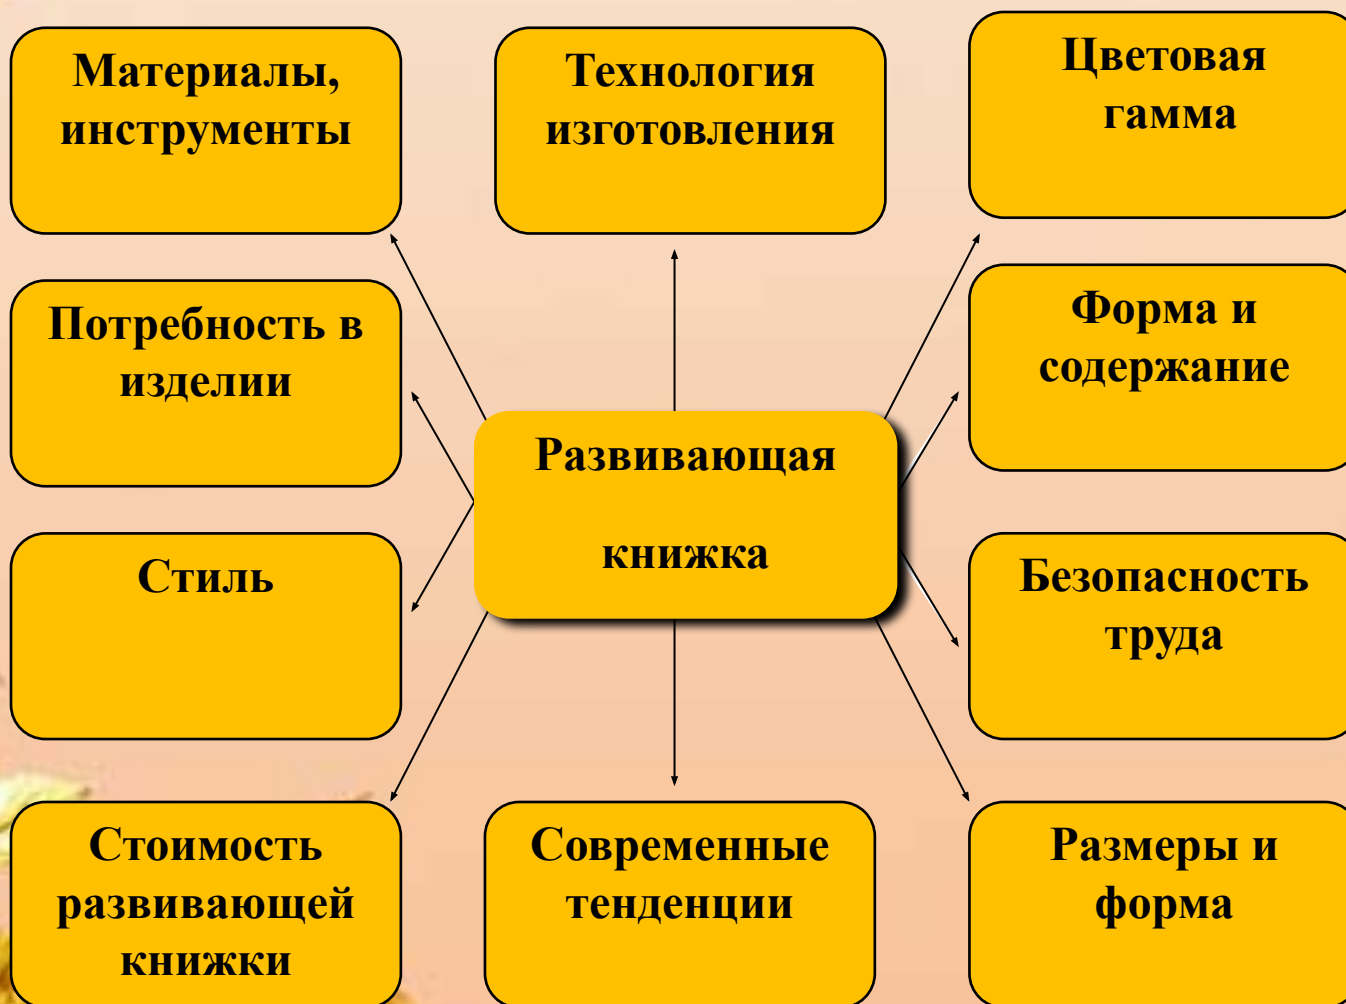 Материалы,
инструменты
Технология
изготовления
Цветовая
гамма
Потребность в
изделии
Форма и
содержание
Развивающая
книжка
Стиль
Безопасность
труда
Стоимость
развивающей
книжки
Современные
тенденции
Размеры и
форма